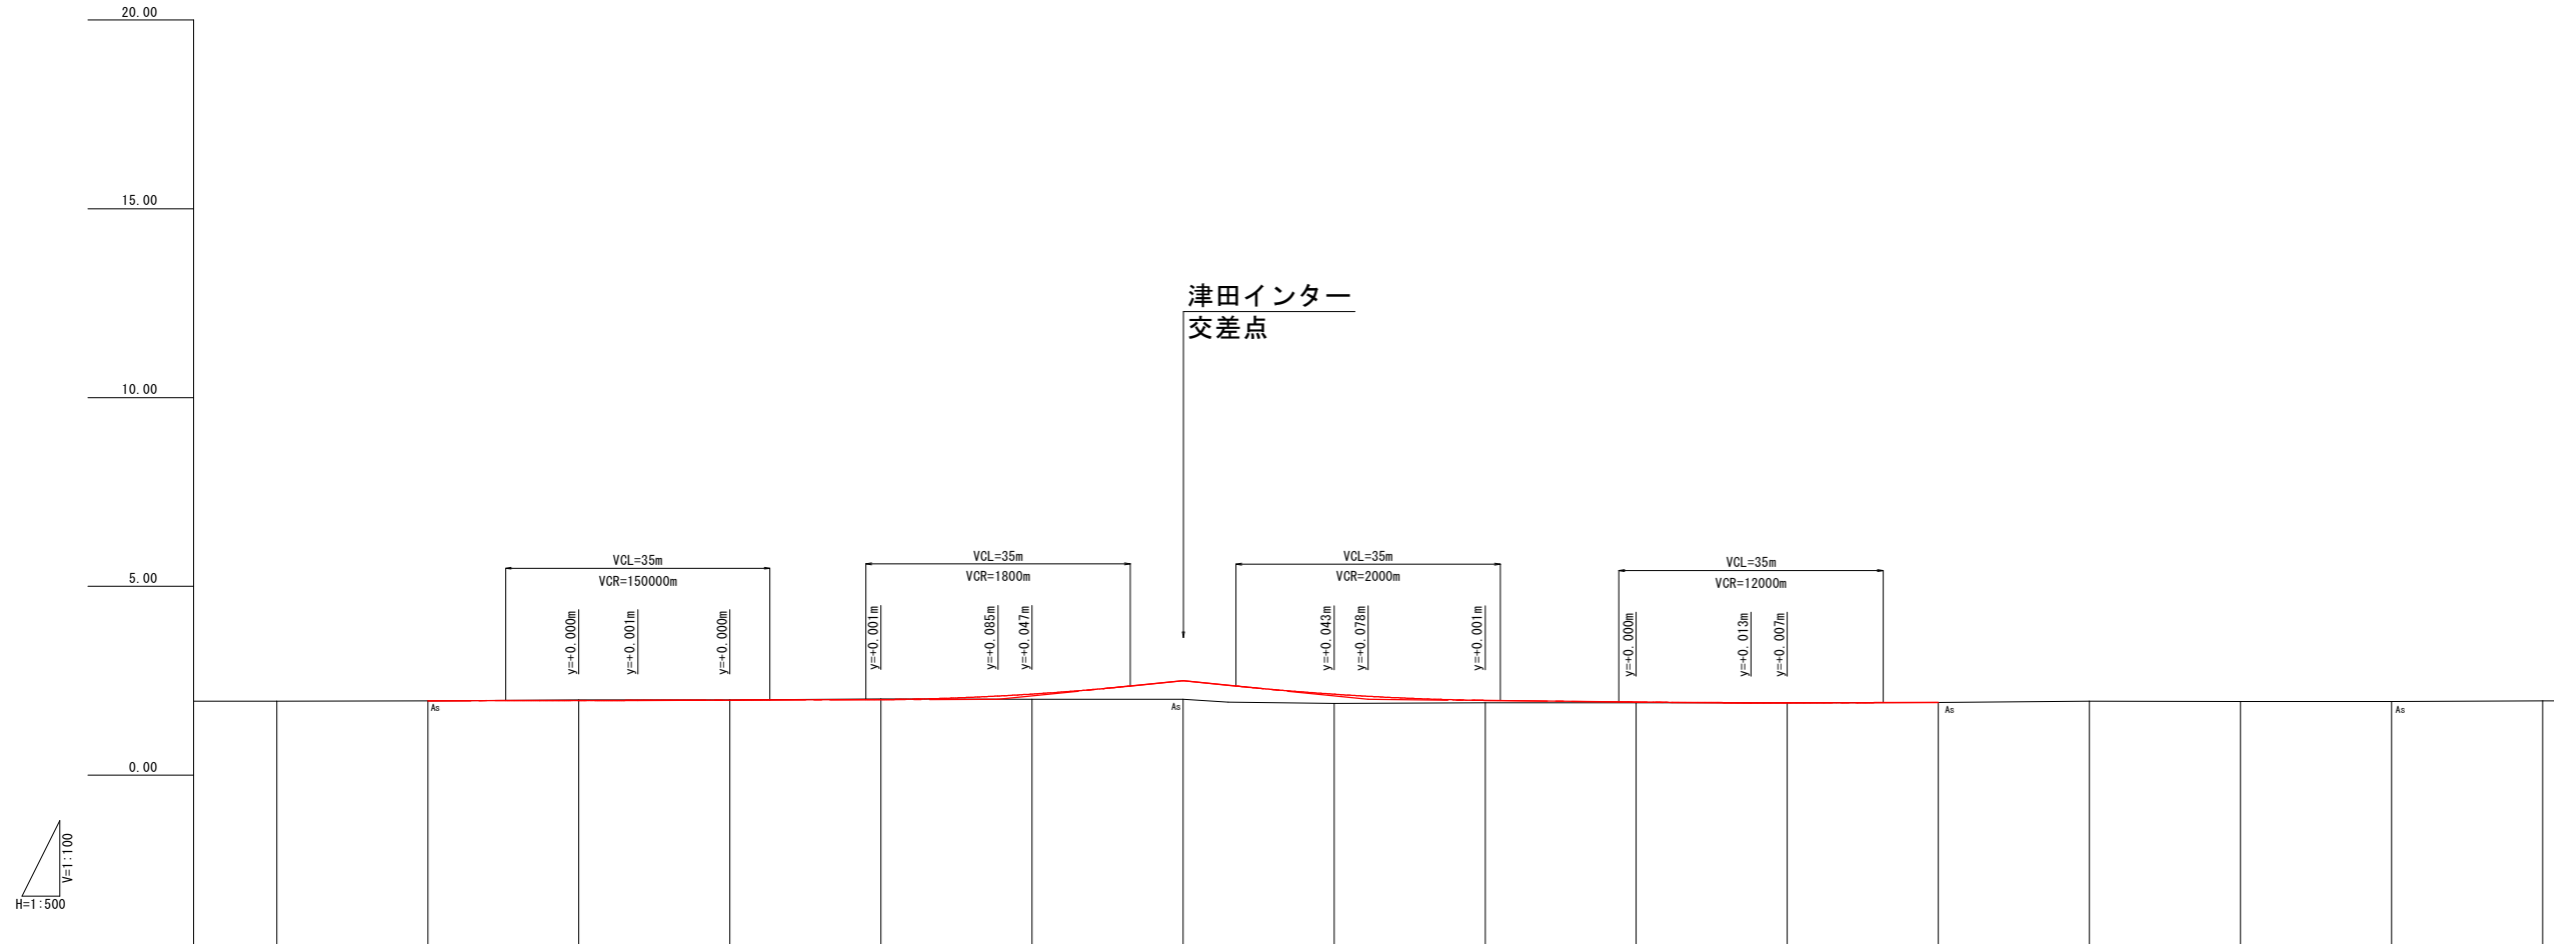 20.00
15.00
10.00
5.00
0.00
津田インター
交差点
VCL=35m
VCR=150000m
VCL=35m
VCR=1800m
VCL=35m
VCR=2000m
VCL=35m
VCR=12000m
y=+0.000m
y=+0.001m
y=+0.000m
y=+0.001m
y=+0.085m
y=+0.047m
y=+0.043m
y=+0.078m
y=+0.001m
y=+0.000m
y=+0.013m
y=+0.007m
As
As
As
As
V=1:100
H=1:500